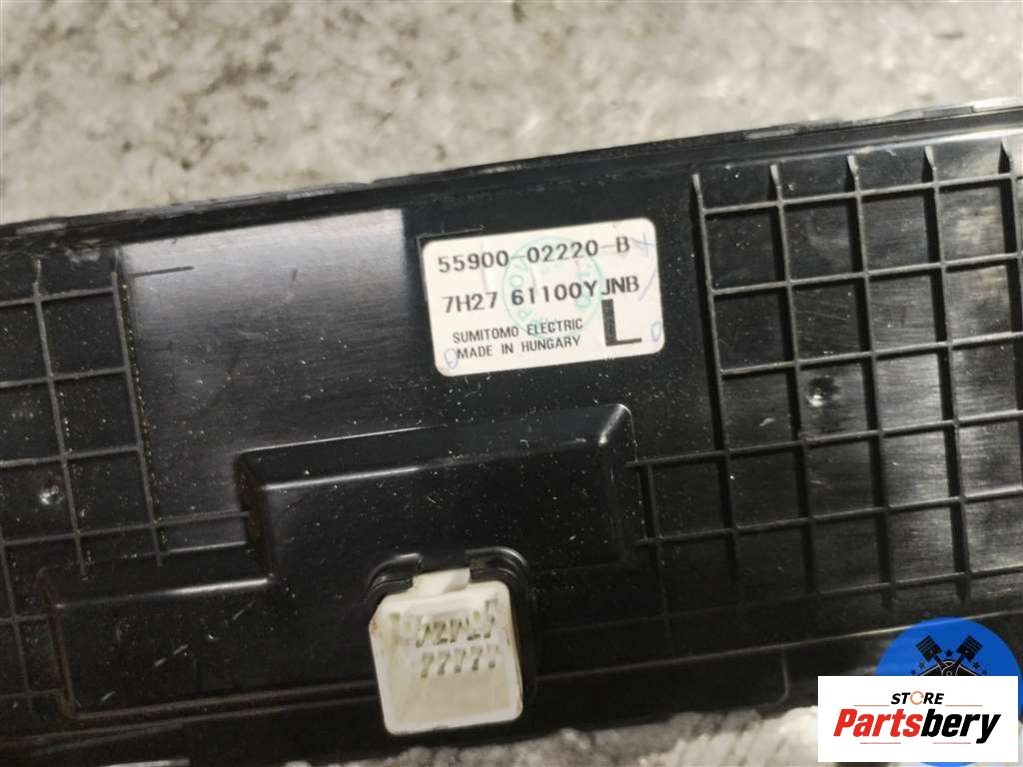 55900-02220-B
7H27 61100YJNB
SUMITOMO ELECTRIC
MADE IN HUNGARY
L
STORE
Partsbery